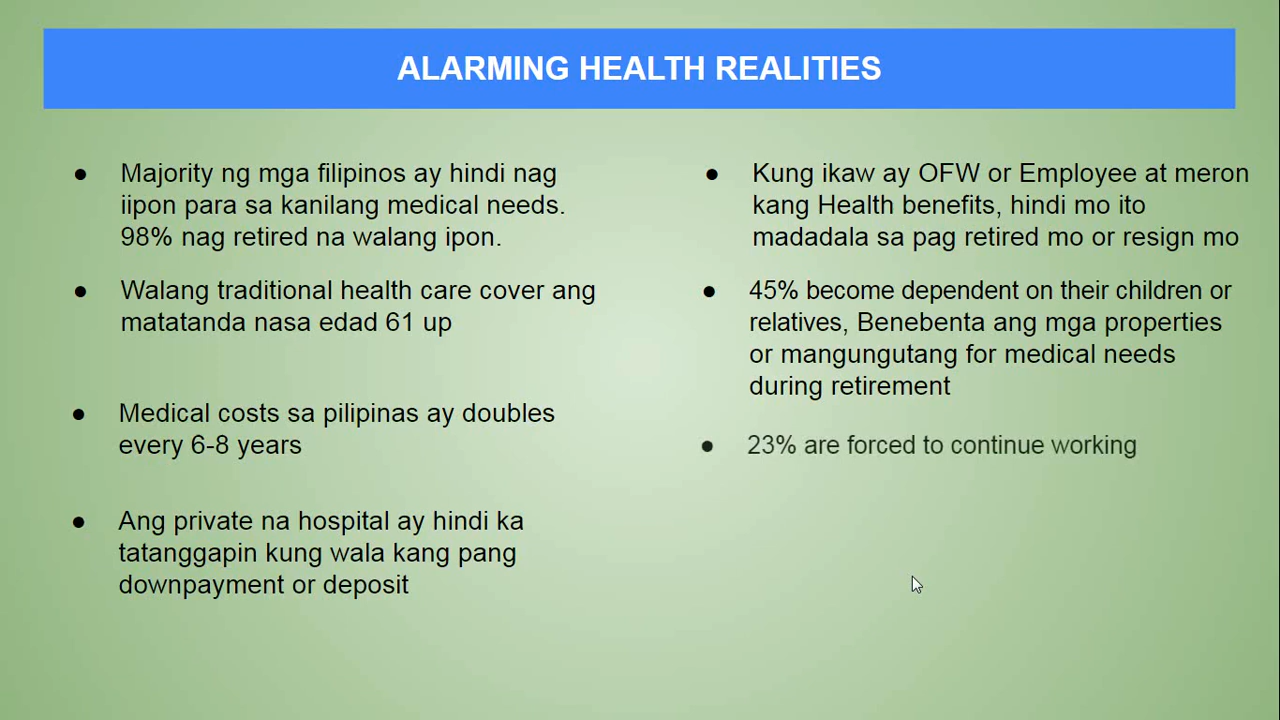 ALARMING HEALTH REALITIES
● Majority ng mga filipinos ay hindi nag
iipon para sa kanilang medical needs.
98% nag retired na walang ipon.
● Walang traditional health care cover ang
matatanda nasa edad 61 up
● Medical costs sa pilipinas ay doubles
every 6-8 years
● Ang private na hospital ay hindi ka
tatanggapin kung wala kang pang
downpayment or deposit
● Kung ikaw ay OFW or Employee at meron
kang Health benefits, hindi mo ito
madadala sa pag retired mo or resign mo
● 45% become dependent on their children or
relatives, Benebenta ang mga properties
or mangungutang for medical needs
during retirement
● 23% are forced to continue working